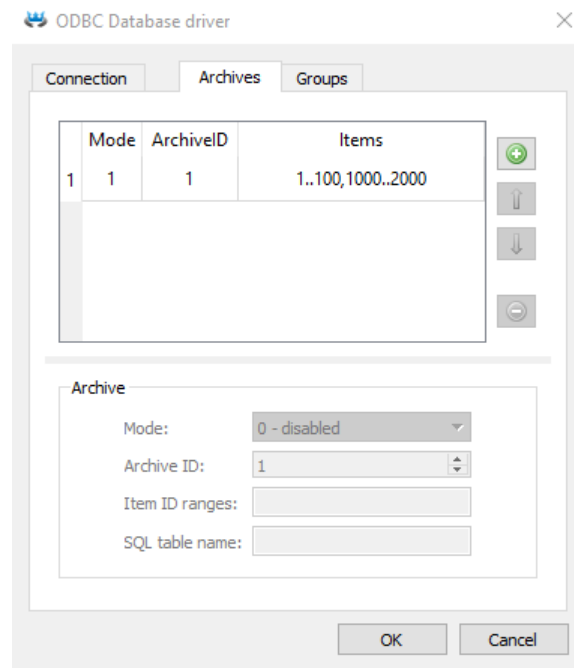 ODBC Database driver
Connection Archives Groups
Mode ArchiveID Items
1 1 1 1..100,1000..2000
Archive
Mode: 0 - disabled
Archive ID: 1
Item ID ranges:
SQL table name:
OK Cancel